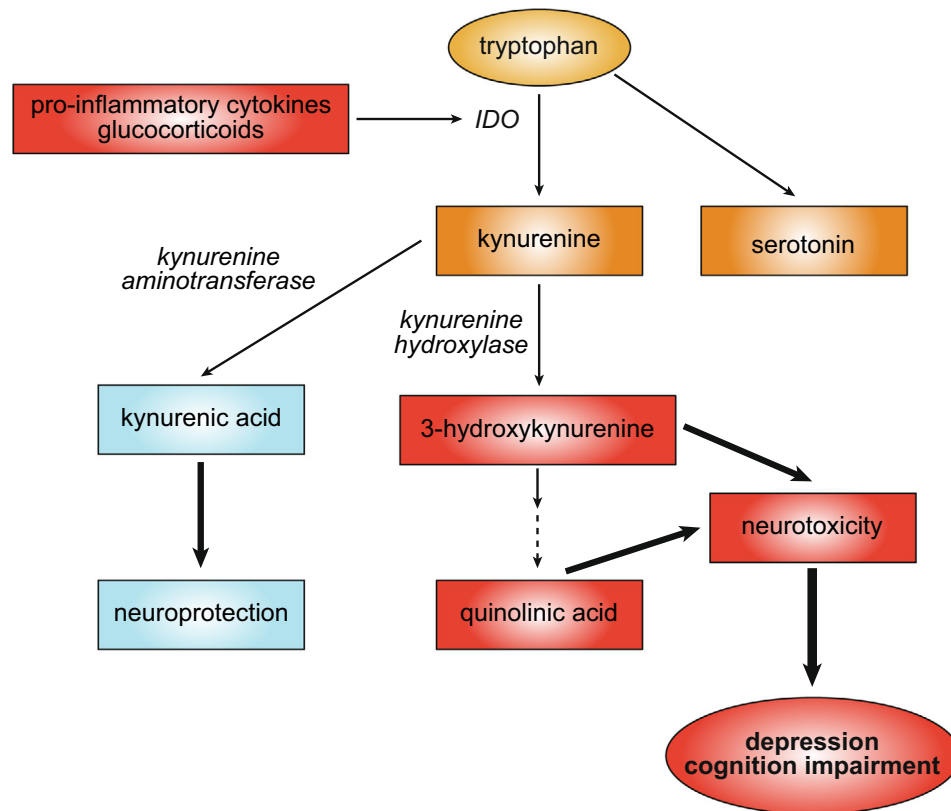 tryptophan
pro-inflammatory cytokines
glucocorticoids
IDO
kynurenine
serotonin
kynurenine
aminotransferase
kynurenine
hydroxylase
kynurenic acid
3-hydroxykynurenine
neurotoxicity
neuroprotection
quinolinic acid
depression
cognition impairment